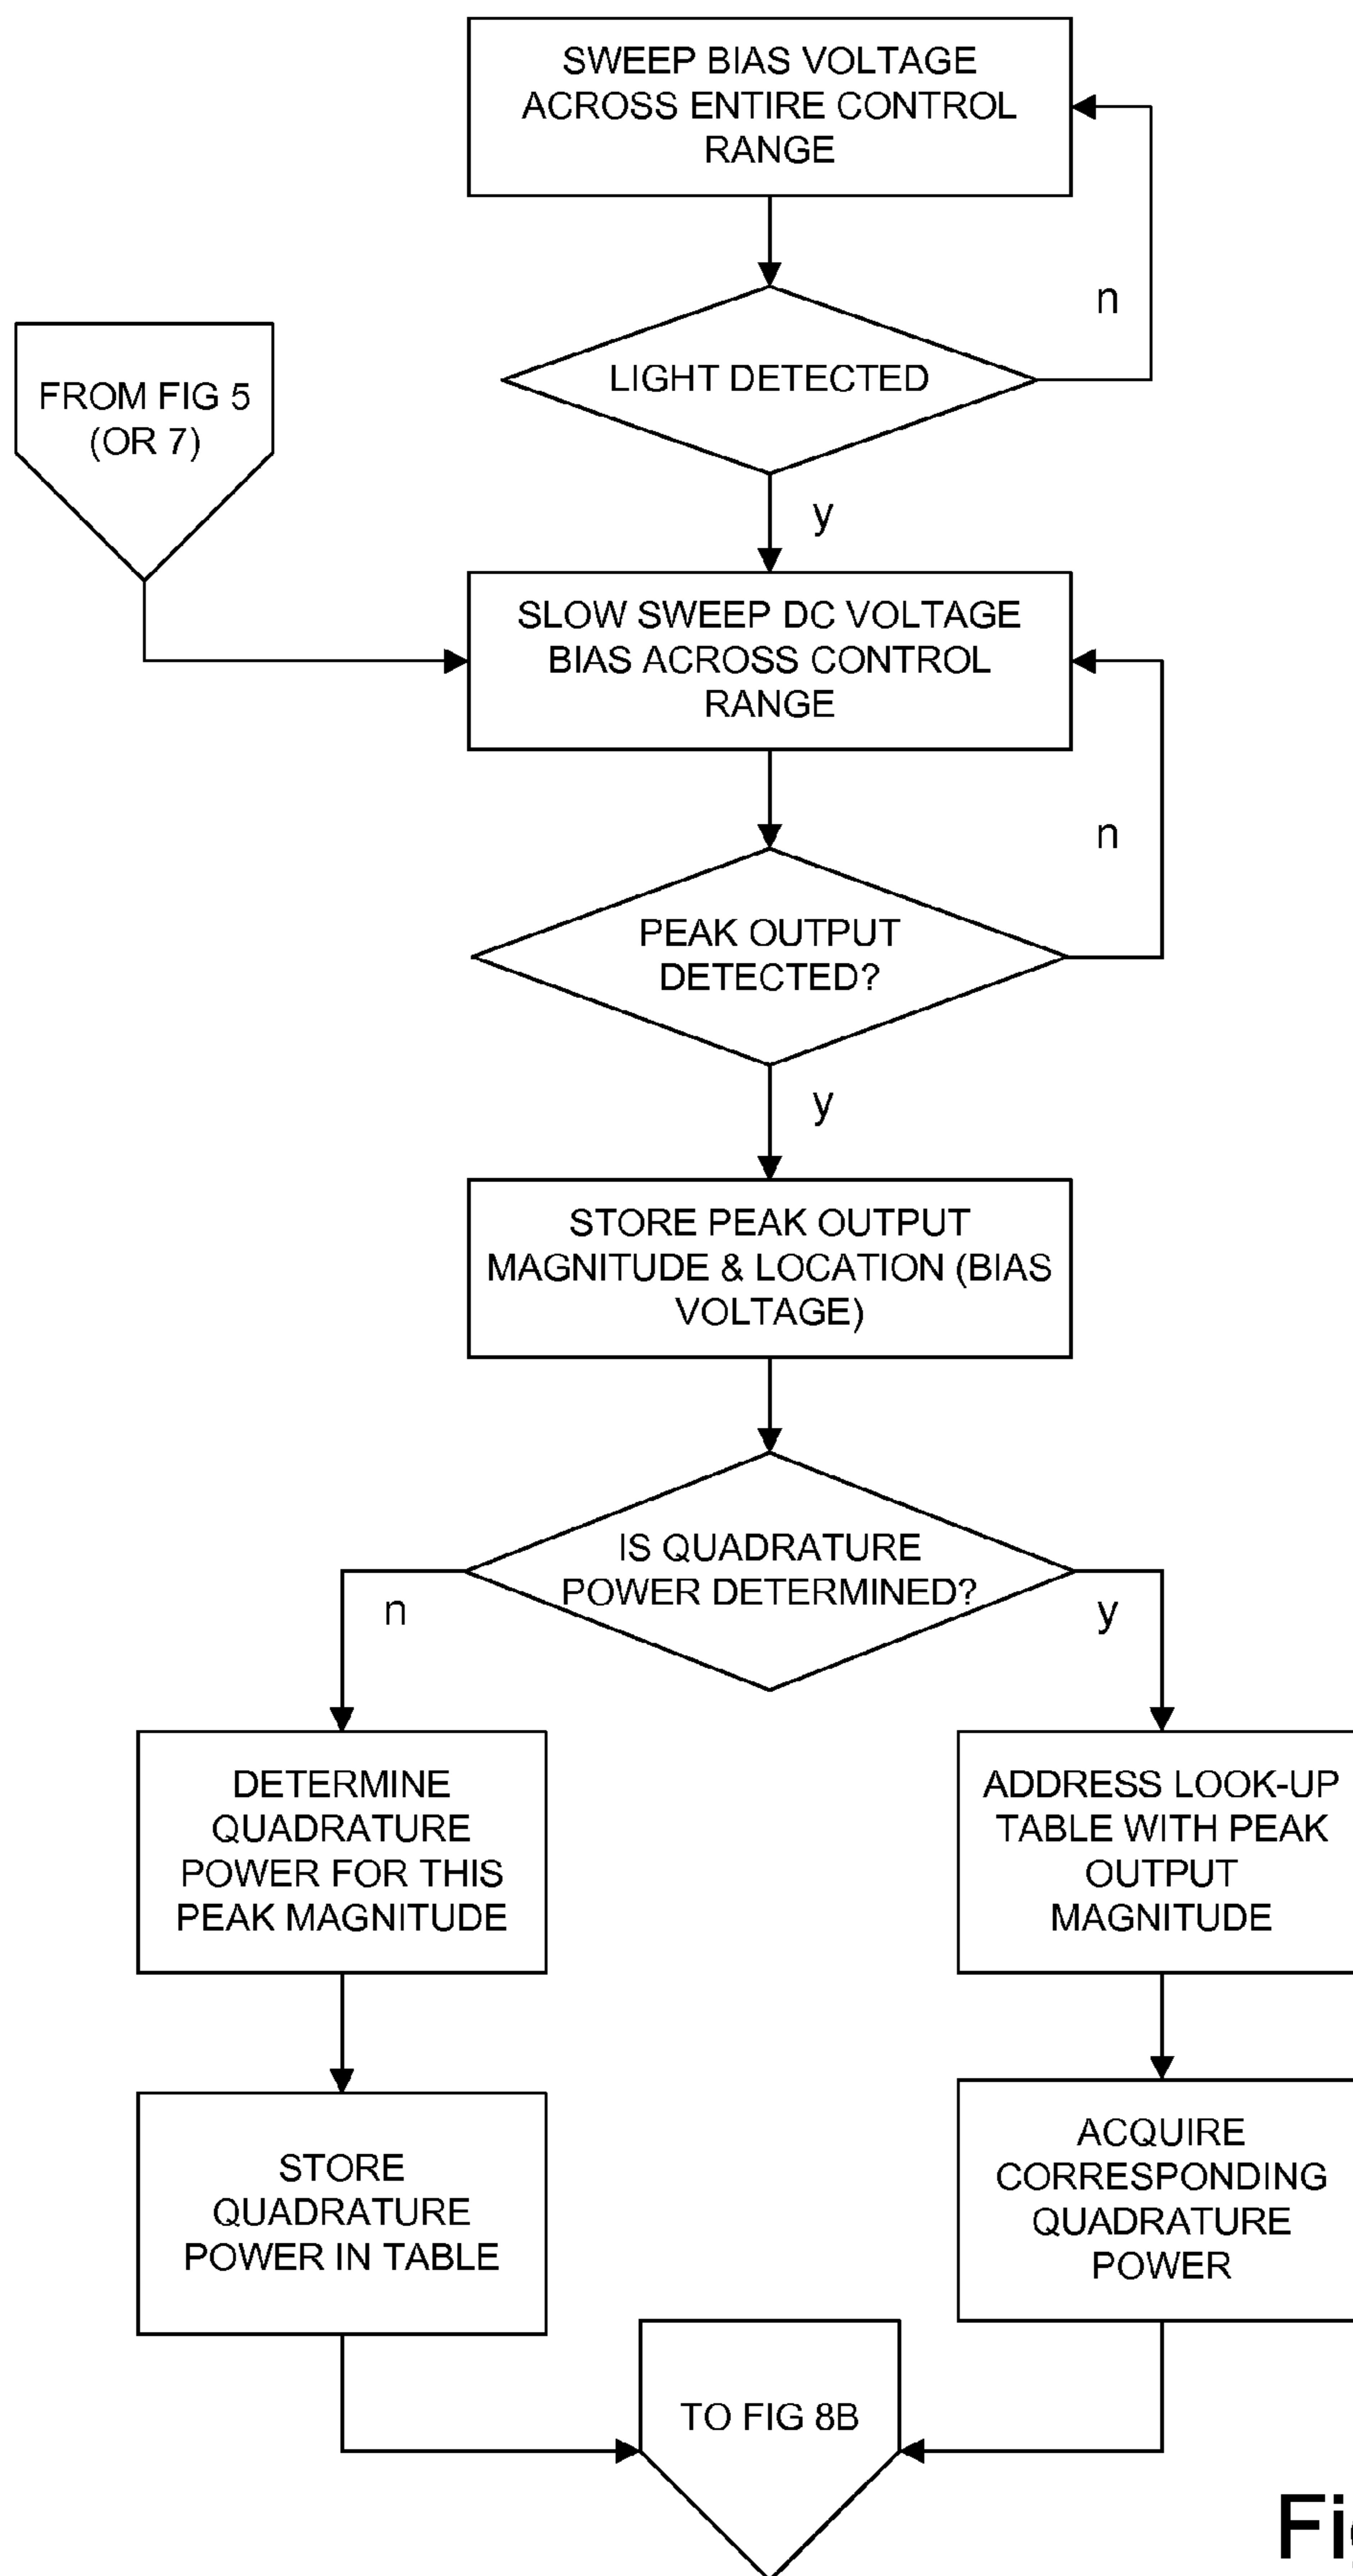 SWEEP BIAS VOLTAGE
ACROSS ENTIRE CONTROL
RANGE
n
LIGHT DETECTED
FROM FIG 5
(OR 7)
y
SLOW SWEEP DC VOLTAGE
BIAS ACROSS CONTROL
RANGE
n
PEAK OUTPUT
DETECTED?
y
STORE PEAK OUTPUT
MAGNITUDE & LOCATION (BIAS
VOLTAGE)
IS QUADRATURE
POWER DETERMINED?
n
y
DETERMINE
QUADRATURE
POWER FOR THIS
PEAK MAGNITUDE
ADDRESS LOOK-UP
TABLE WITH PEAK
OUTPUT
MAGNITUDE
STORE
QUADRATURE
POWER IN TABLE
ACQUIRE
CORRESPONDING
QUADRATURE
POWER
TO FIG 8B